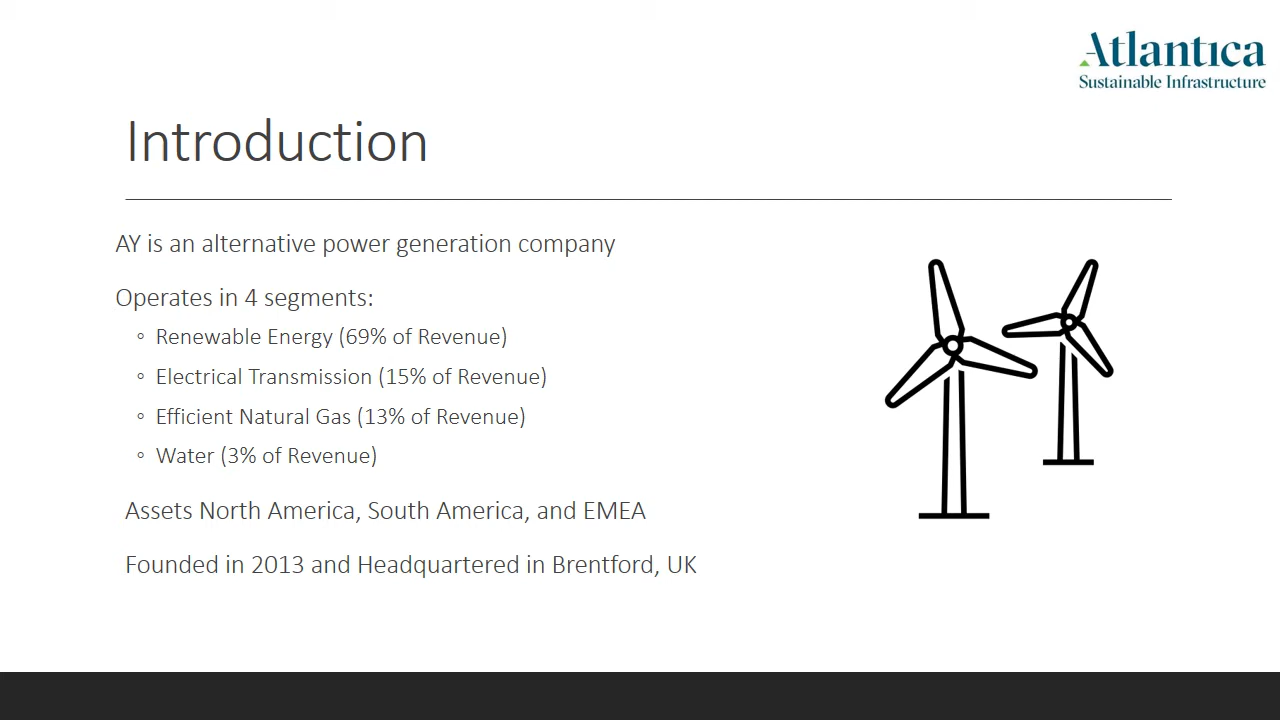 Atlantica
Sustainable Infrastructure
Introduction
AY is an alternative power generation company
Operates in 4 segments:
◦ Renewable Energy (69% of Revenue)
◦ Electrical Transmission (15% of Revenue)
◦ Efficient Natural Gas (13% of Revenue)
◦ Water (3% of Revenue)
Assets North America, South America, and EMEA
Founded in 2013 and Headquartered in Brentford, UK